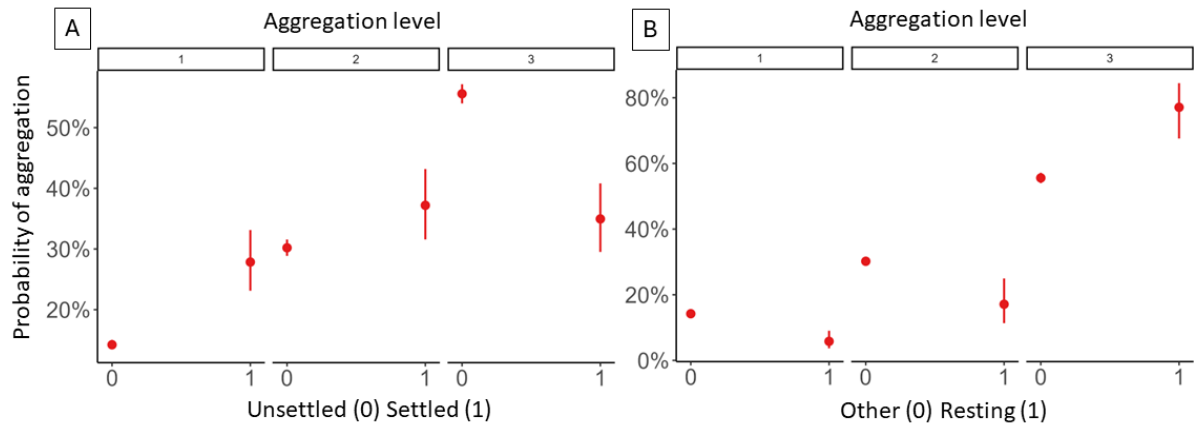 A
Aggregation level
1 2 3
Probability of aggregation
50%
40%
30%
20%
0 1 0 1 0 1
Unsettled (0) Settled (1)
B
Aggregation level
1 2 3
80%
60%
40%
20%
0%
0 1 0 1 0 1
Other (0) Resting (1)